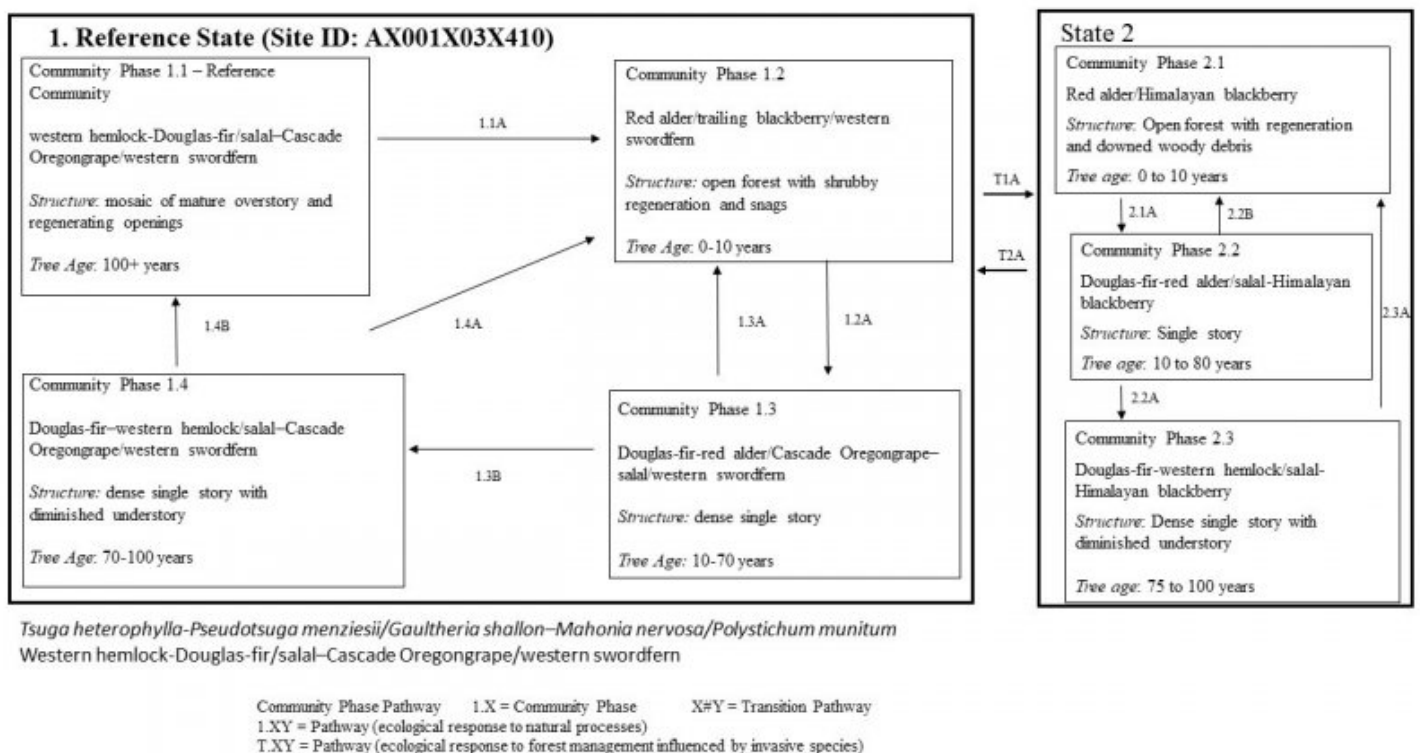 1. Reference State (Site ID: AX001X03X410)
Community Phase 1.1 – Reference
Community
western hemlock-Douglas-fir/salal–Cascade
Oregongrape/western swordfern
Structure: mosaic of mature overstory and
regenerating openings
Tree Age: 100+ years
1.1A
Community Phase 1.2
Red alder/trailing blackberry/western
swordfern
Structure: open forest with shrubby
regeneration and snags
Tree Age: 0-10 years
1.4B
1.4A
1.3A
1.2A
Community Phase 1.4
Douglas-fir–western hemlock/salal–Cascade
Oregongrape/western swordfern
Structure: dense single story with
diminished understory
Tree Age: 70-100 years
1.3B
Community Phase 1.3
Douglas-fir-red alder/Cascade Oregongrape–
salal/western swordfern
Structure: dense single story
Tree Age: 10-70 years
T1A
T2A
State 2
Community Phase 2.1
Red alder/Himalayan blackberry
Structure: Open forest with regeneration
and downed woody debris
Tree age: 0 to 10 years
2.1A
2.2B
Community Phase 2.2
Douglas-fir-red alder/salal-Himalayan
blackberry
Structure: Single story
Tree age: 10 to 80 years
2.3A
2.2A
Community Phase 2.3
Douglas-fir-western hemlock/salal-
Himalayan blackberry
Structure: Dense single story with
diminished understory
Tree age: 75 to 100 years
Tsuga heterophylla-Pseudotsuga menziesii/Gaultheria shallon–Mahonia nervosa/Polystichum munitum
Western hemlock-Douglas-fir/salal–Cascade Oregongrape/western swordfern
Community Phase Pathway 1.X = Community Phase X#Y = Transition Pathway
1.XY = Pathway (ecological response to natural processes)
T.XY = Pathway (ecological response to forest management influenced by invasive species)